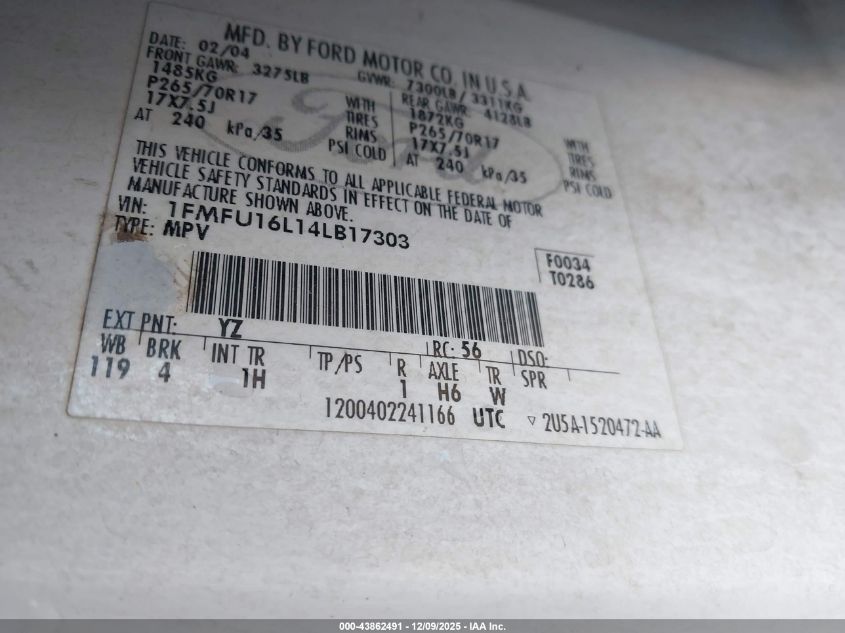 MFD. BY FORD MOTOR CO. IN U.S.A.
DATE: 02/04 GVWR: 7300LB / 3311KG
FRONT GAWR: 3275LB REAR GAWR: 4128LB
1485KG WITH 1872KG WITH
P265/70R17 TIRES P265/70R17 TIRES
17X7.5J RIMS 17X7.5J RIMS
AT 240 kPa/35 PSI COLD AT 240 kPa/35 PSI COLD
THIS VEHICLE CONFORMS TO ALL APPLICABLE FEDERAL MOTOR
VEHICLE SAFETY STANDARDS IN EFFECT ON THE DATE OF
MANUFACTURE SHOWN ABOVE.
VIN: 1FMFU16L14LB17303
TYPE: MPV
F0034
T0286
EXT PNT: YZ RC: 56 DSO:
WB BRK INT TR TP/PS R AXLE TR SPR
119 4 1H 1 H6 W
1200402241166 UTC ▽ 2U5A-1520472-AA
Ford
000-43862491 - 12/09/2025 - IAA Inc.